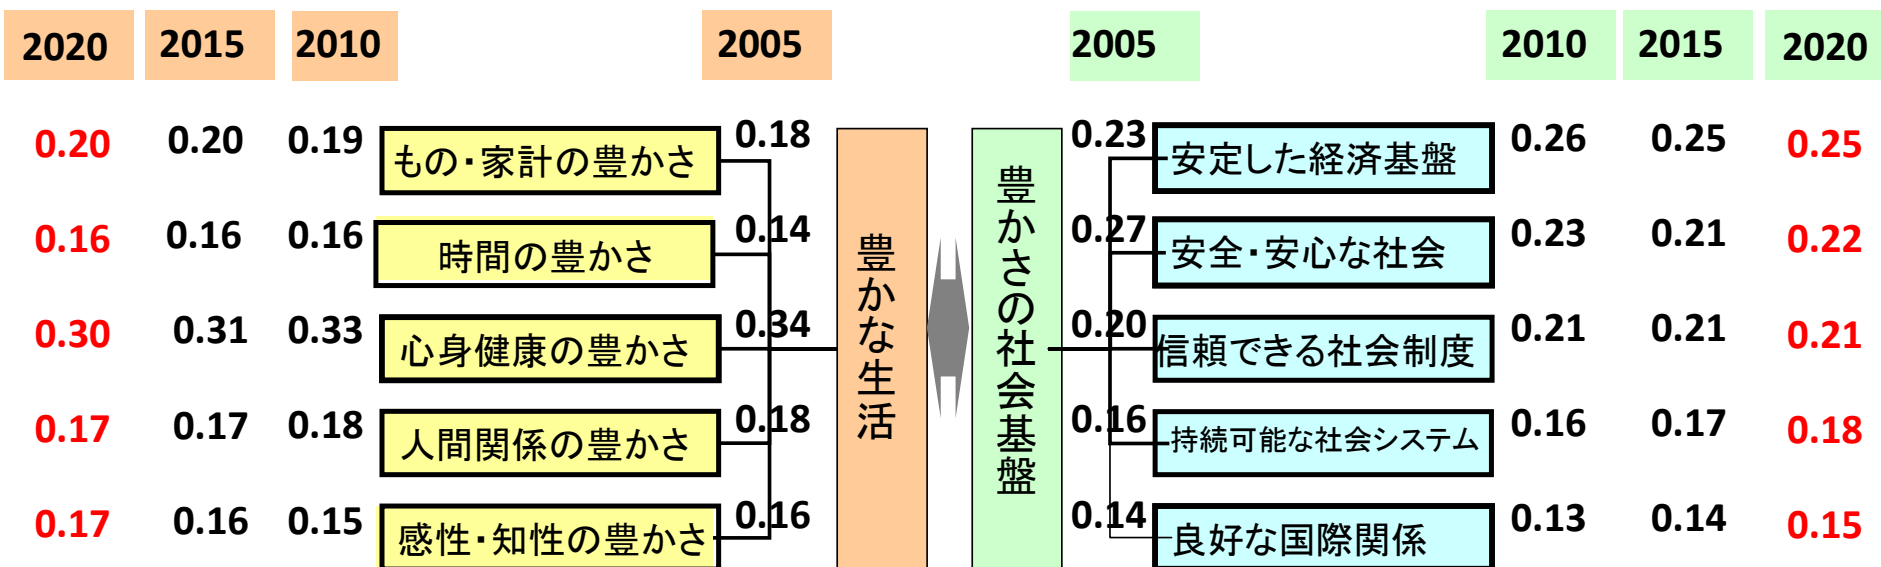 2020 2015 2010 2005 2005 2010 2015 2020
0.20 0.20 0.19 もの・家計の豊かさ 0.18 0.23 安定した経済基盤 0.26 0.25 0.25
0.16 0.16 0.16 時間の豊かさ 0.14 0.27 安全・安心な社会 0.23 0.21 0.22
0.30 0.31 0.33 心身健康の豊かさ 0.34 0.20 信頼できる社会制度 0.21 0.21 0.21
0.17 0.17 0.18 人間関係の豊かさ 0.18 0.16 持続可能な社会システム 0.16 0.17 0.18
0.17 0.16 0.15 感性・知性の豊かさ 0.16 0.14 良好な国際関係 0.13 0.14 0.15
豊かな生活
豊かさの社会基盤